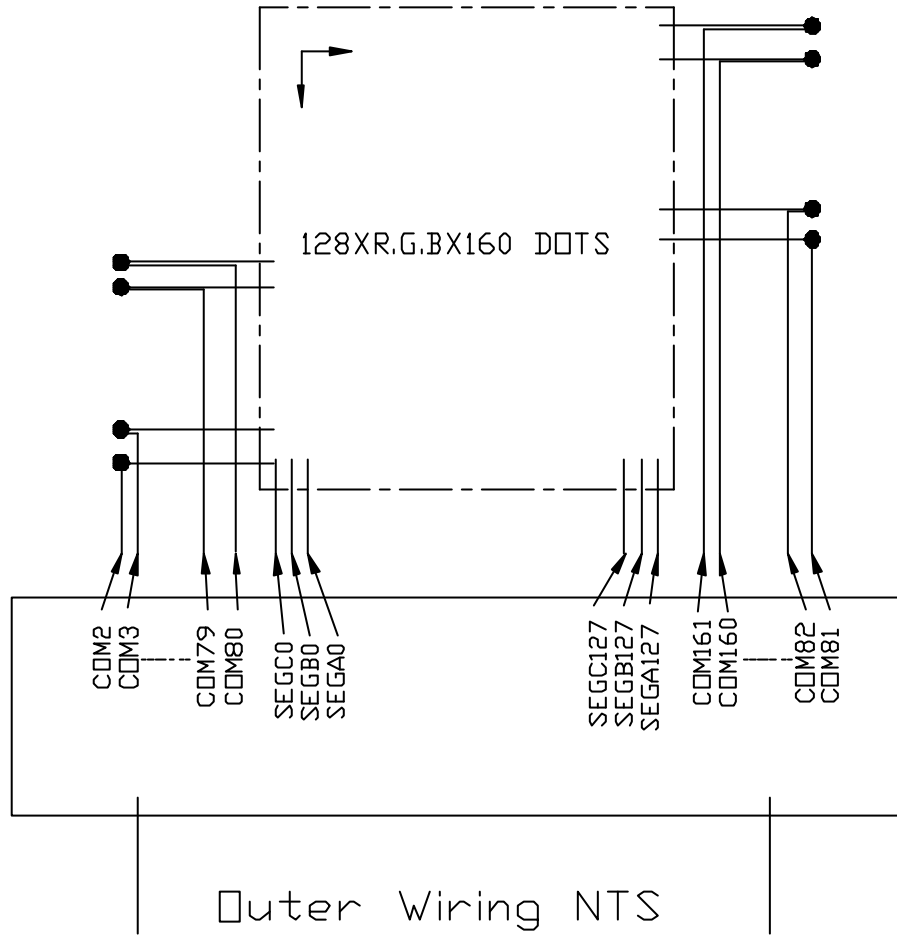 128XR.G.BX160 DOTS
COM2
COM3
COM79
COM80
SEGC0
SEGB0
SEGA0
SEGC127
SEGB127
SEGA127
COM161
COM160
COM82
COM81
Outer Wiring NTS